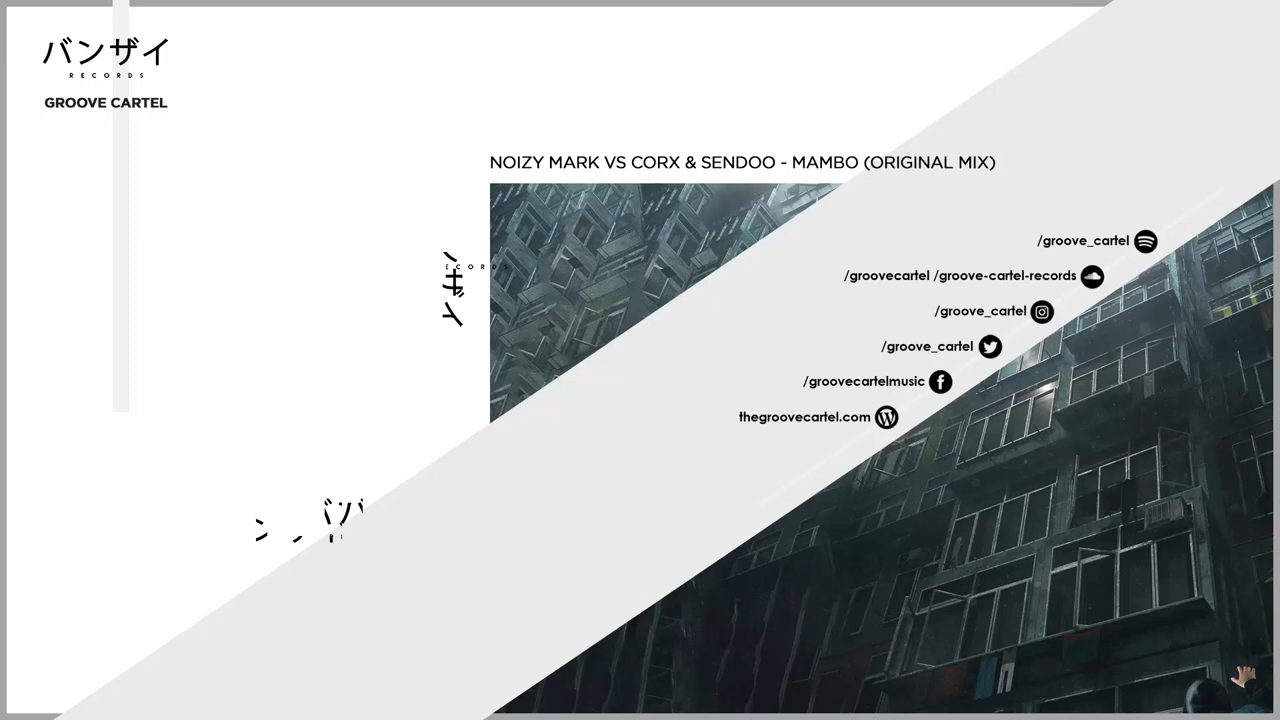 バンザイ
RECORDS
GROOVE CARTEL
NOIZY MARK VS CORX & SENDOO - MAMBO (ORIGINAL MIX)
/groove_cartel
/groovecartel /groove-cartel-records
/groove_cartel
/groove_cartel
/groovecartelmusic
thegroovecartel.com